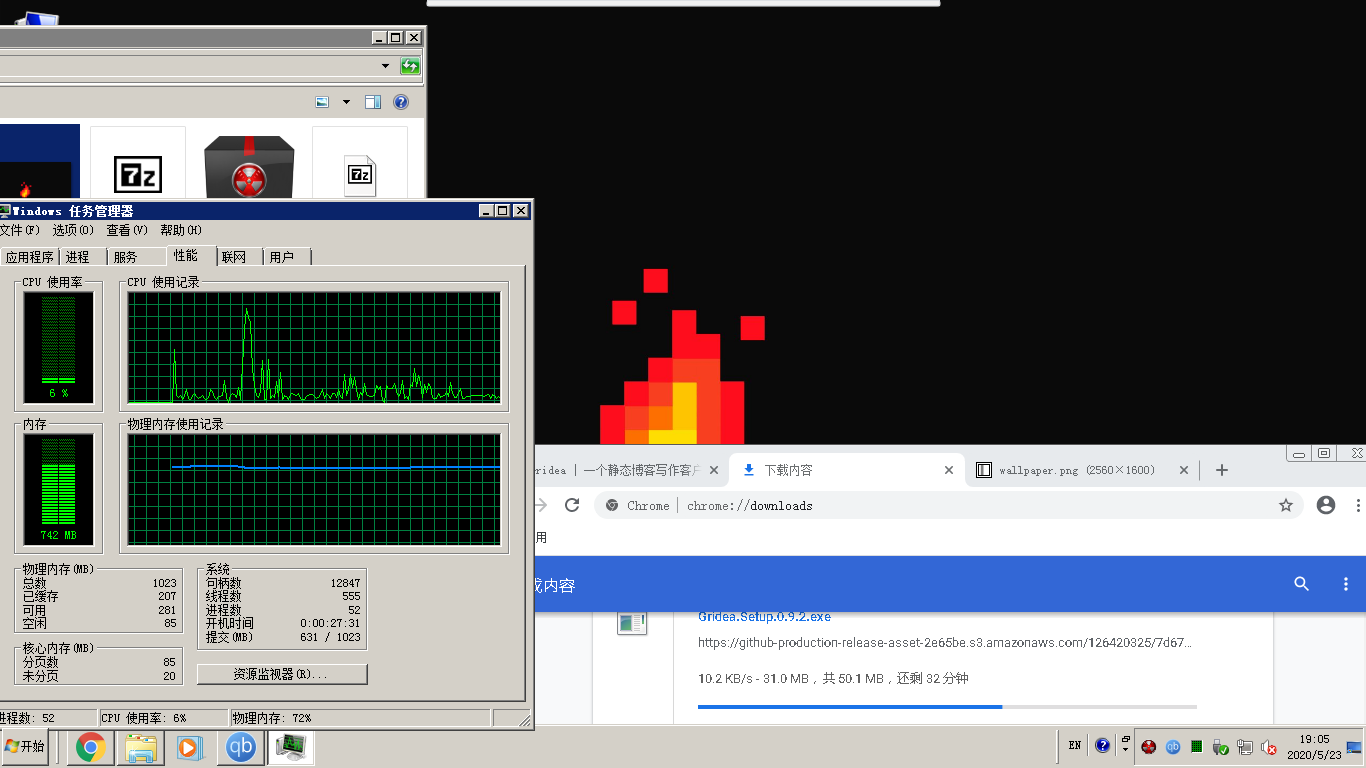 7z
7z
Windows 任务管理器
文件(F) 选项(O) 查看(V) 帮助(H)
应用程序 进程 服务 性能 联网 用户
CPU 使用率 CPU 使用记录
6 %
内存 物理内存使用记录
742 MB
物理内存(MB)
总数 1023
已缓存 207
可用 281
空闲 85
核心内存(MB)
分页数 85
未分页 20
系统
句柄数 12847
线程数 555
进程数 52
开机时间 0:00:27:31
提交(MB) 631 / 1023
资源监视器(R)...
进程数: 52 CPU 使用率: 6% 物理内存: 72%
ridea | 一个静态博客写作客户 下载内容 wallpaper.png (2560×1600)
Chrome chrome://downloads
用
载内容
Gridea.Setup.0.9.2.exe
https://github-production-release-asset-2e65be.s3.amazonaws.com/126420325/7d67...
10.2 KB/s - 31.0 MB，共 50.1 MB，还剩 32 分钟
开始 qb EN qb 19:05
2020/5/23